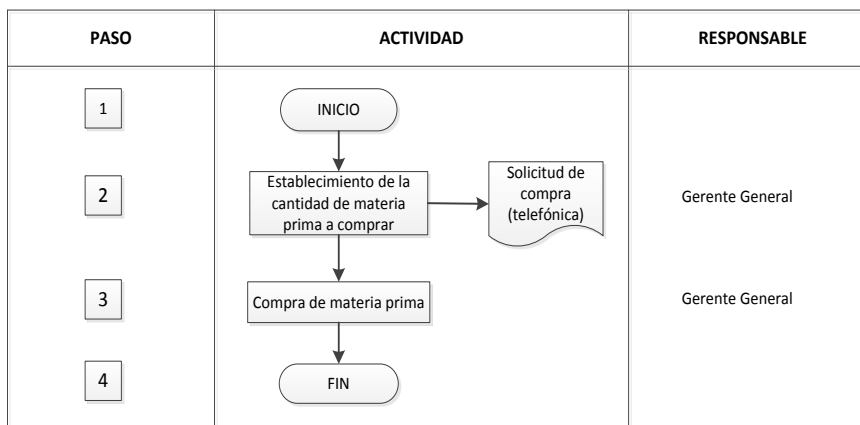 PASO
ACTIVIDAD
RESPONSABLE
1
INICIO
2
Establecimiento de la
cantidad de materia
prima a comprar
Solicitud de
compra
(telefónica)
Gerente General
3
Compra de materia prima
Gerente General
4
FIN